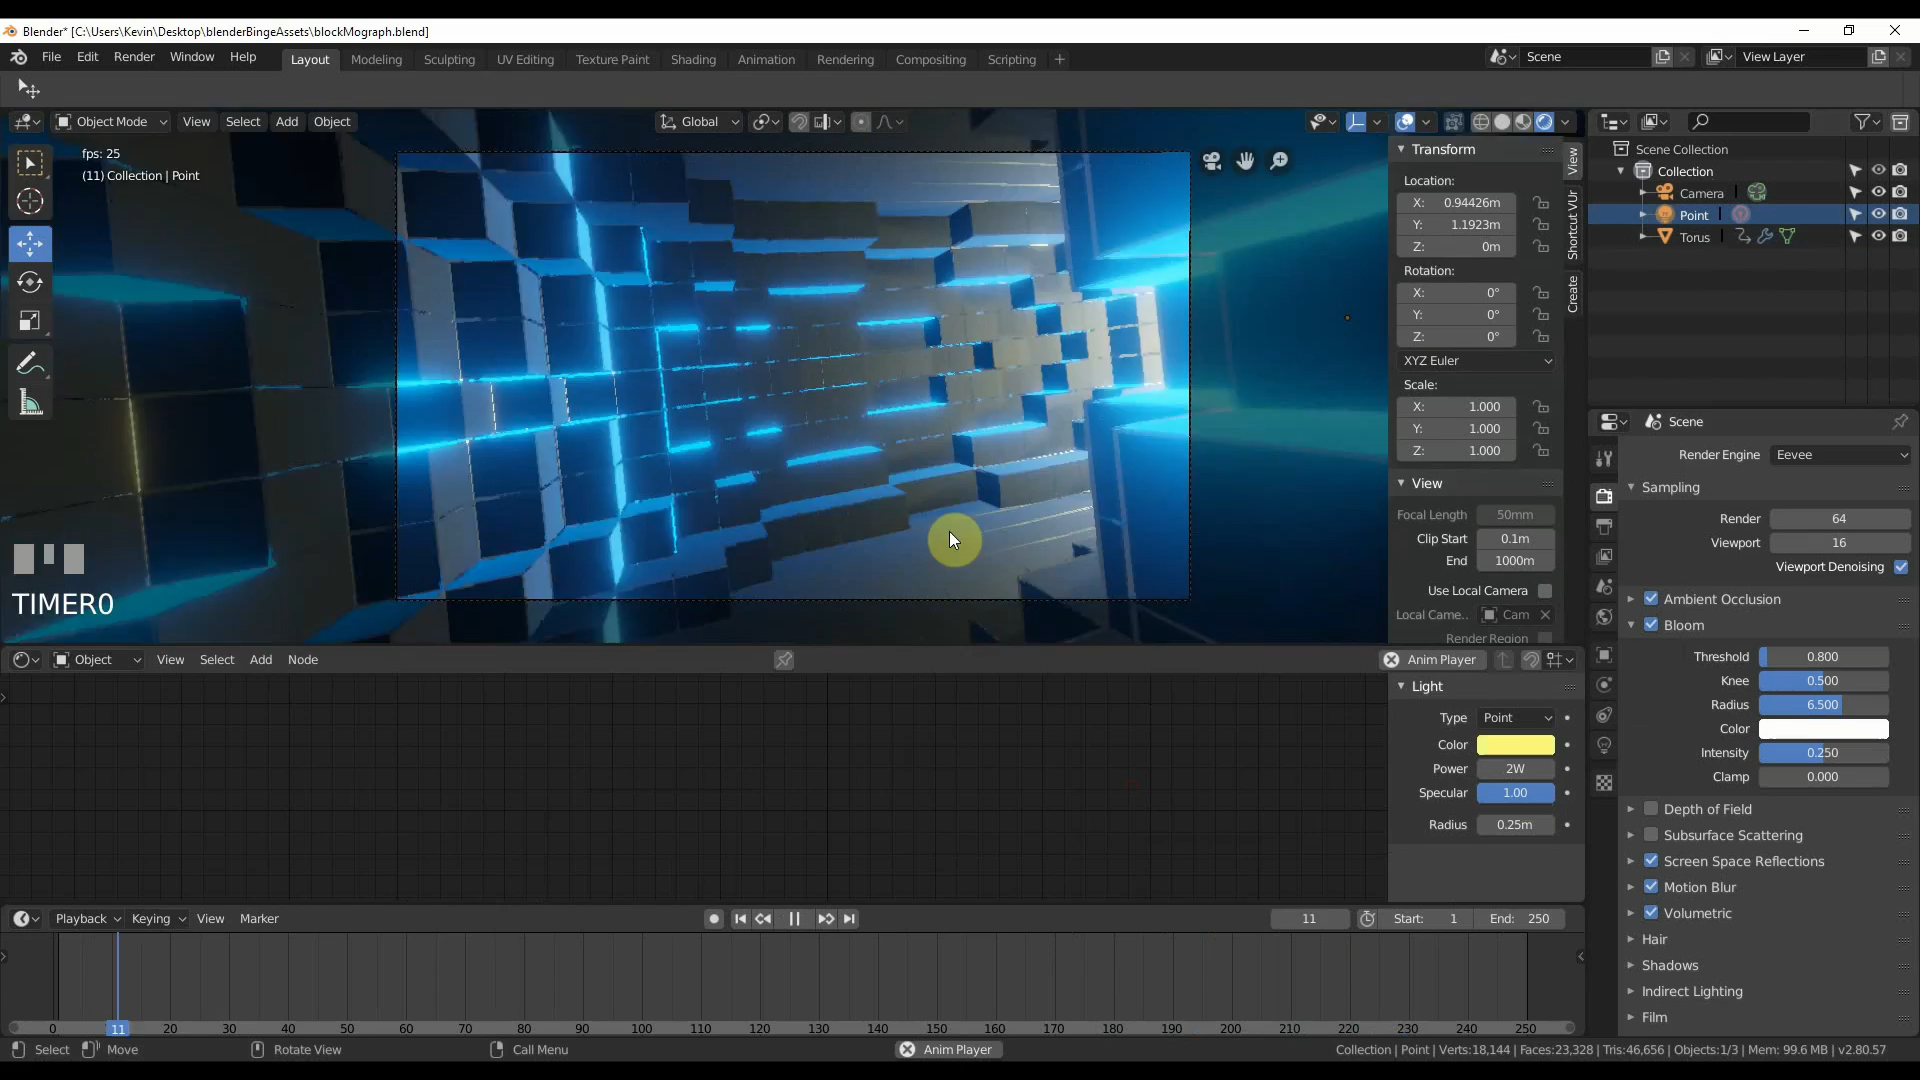 Blender* [C:\Users\Kevin\Desktop\blenderBingeAssets\blockMograph.blend]
File Edit Render Window Help Layout Modeling Sculpting UV Editing Texture Paint Shading Animation Rendering Compositing Scripting + Scene View Layer
Object Mode View Select Add Object Global
fps: 25
(11) Collection | Point
Transform
Location:
X: 0.94426m
Y: 1.1923m
Z: 0m
Rotation:
X: 0°
Y: 0°
Z: 0°
XYZ Euler
Scale:
X: 1.000
Y: 1.000
Z: 1.000
View
Focal Length 50mm
Clip Start 0.1m
End 1000m
Use Local Camera
Local Came.. Cam
Render Region
View
Shortcut VUr
Create
Scene Collection
Collection
Camera
Point
Torus
Scene
Render Engine Eevee
Sampling
Render 64
Viewport 16
Viewport Denoising
Ambient Occlusion
Bloom
Threshold 0.800
Knee 0.500
Radius 6.500
Color
Intensity 0.250
Clamp 0.000
Depth of Field
Subsurface Scattering
Screen Space Reflections
Motion Blur
Volumetric
Hair
Shadows
Indirect Lighting
Film
TIMER0
Object View Select Add Node Anim Player
Light
Type Point
Color
Power 2W
Specular 1.00
Radius 0.25m
Playback Keying View Marker 11 Start: 1 End: 250
0 11 20 30 40 50 60 70 80 90 100 110 120 130 140 150 160 170 180 190 200 210 220 230 240 250
Select Move Rotate View Call Menu Anim Player Collection | Point | Verts:18,144 | Faces:23,328 | Tris:46,656 | Objects:1/3 | Mem: 99.6 MB | v2.80.57